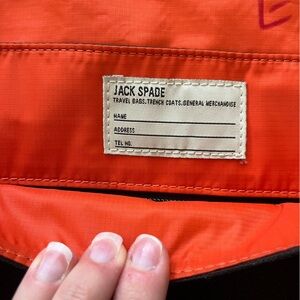 JACK SPADE
TRAVEL BAGS. TRENCH COATS. GENERAL MERCHANDISE
NAME
ADDRESS
TEL NO.